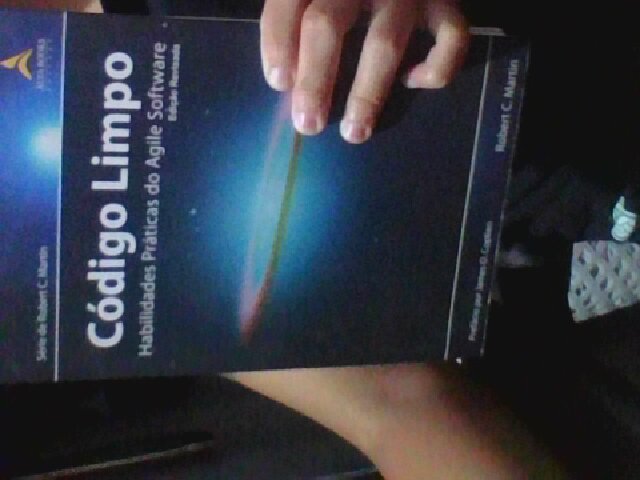 Série de Robert C. Martin
ALTA BOOKS
EDITORA
Código Limpo
Habilidades Práticas do Agile Software
Edição Revisada
Prefácio por James O. Coplien
Robert C. Martin